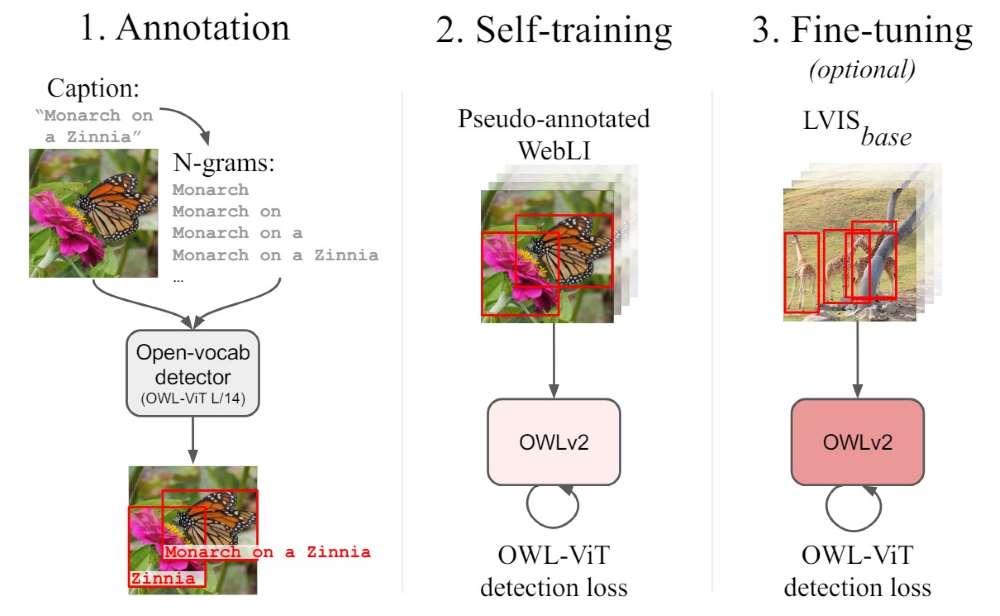 1. Annotation
Caption:
“Monarch on
a Zinnia”
N-grams:
Monarch
Monarch on
Monarch on a
Monarch on a Zinnia
…
Open-vocab
detector
(OWL-ViT L/14)
Monarch on a Zinnia
Zinnia
2. Self-training
Pseudo-annotated
WebLI
OWLv2
OWL-ViT
detection loss
3. Fine-tuning
(optional)
LVISbase
OWLv2
OWL-ViT
detection loss